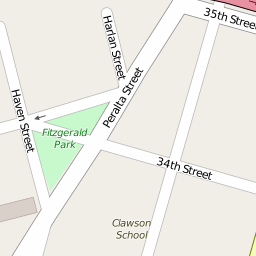 35th Street
Harlan Street
Peralta Street
Haven Street
Fitzgerald
Park
34th Street
Clawson
School